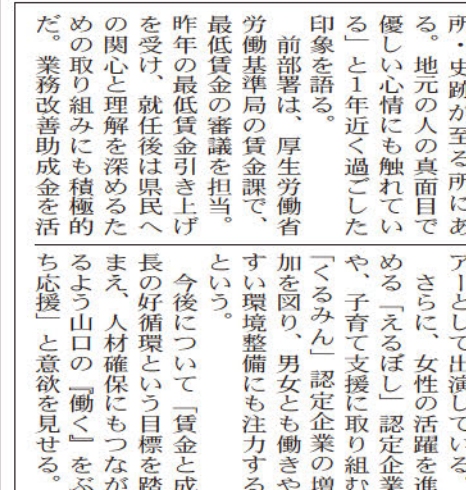 所・史跡が至る所にあ
る。地元の人の真面目で
優しい心情にも触れてい
る」と1年近く過ごした
印象を語る。
　前部署は、厚生労働省
労働基準局の賃金課で、
最低賃金の審議を担当。
昨年の最低賃金引き上げ
を受け、就任後は県民へ
の関心と理解を深めるた
めの取り組みにも積極的
だ。業務改善助成金を活
アーとして出演している。
　さらに、女性の活躍を進
める「えるぼし」認定企業
や、子育て支援に取り組む
「くるみん」認定企業の増
加を図り、男女とも働きや
すい環境整備にも注力する
という。
　今後について「賃金と成
長の好循環という目標を踏
まえ、人材確保にもつなが
るよう山口の『働く』をぶ
ち応援」と意欲を見せる。